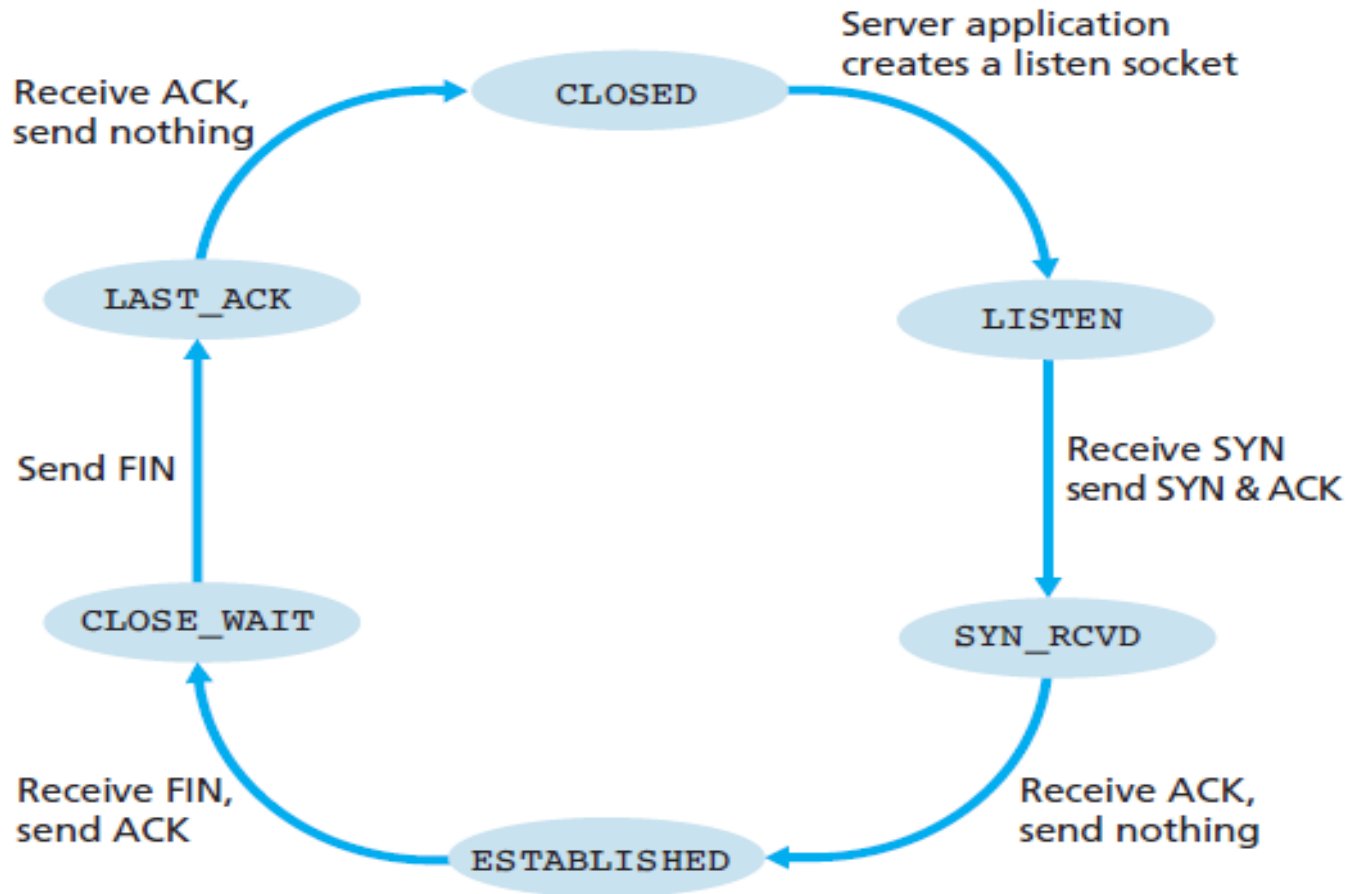 Server application
creates a listen socket
Receive ACK,
send nothing
CLOSED
LAST_ACK
LISTEN
Send FIN
Receive SYN
send SYN & ACK
CLOSE_WAIT
SYN_RCVD
Receive FIN,
send ACK
Receive ACK,
send nothing
ESTABLISHED